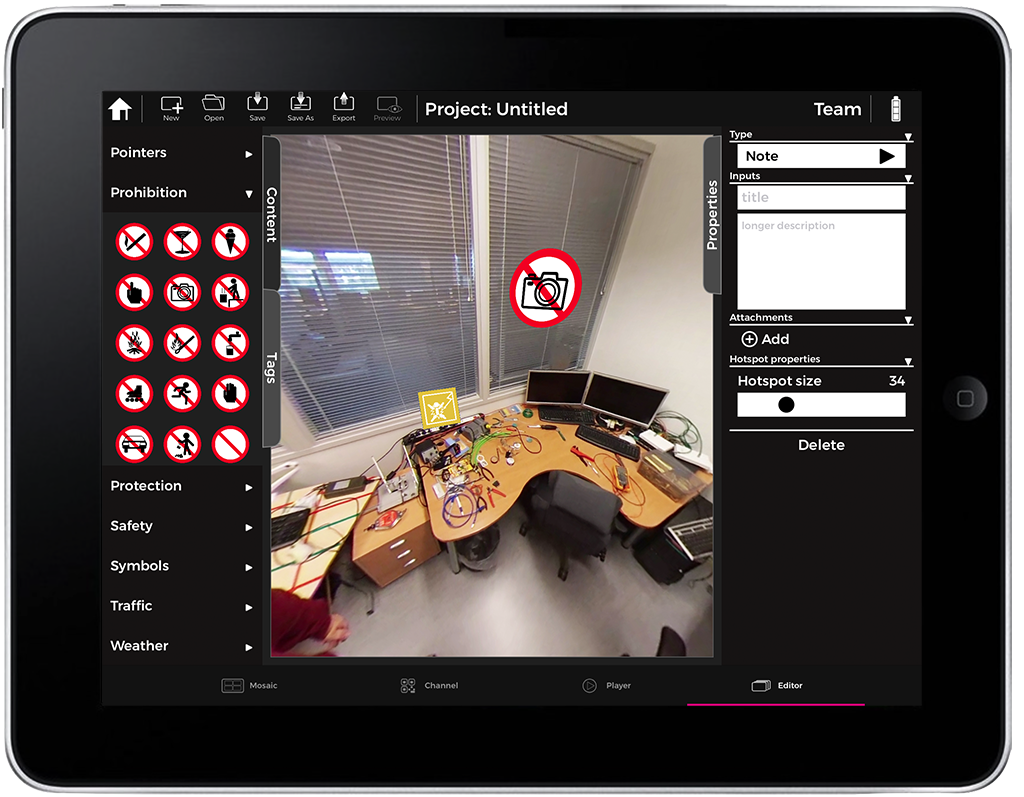 New
Open
Save
Save As
Export
Preview
Project: Untitled
Team
Pointers
Prohibition
Protection
Safety
Symbols
Traffic
Weather
Content
Tags
Properties
Type
Note
Inputs
title
longer description
Attachments
Add
Hotspot properties
Hotspot size 34
Delete
Mosaic
Channel
Player
Editor